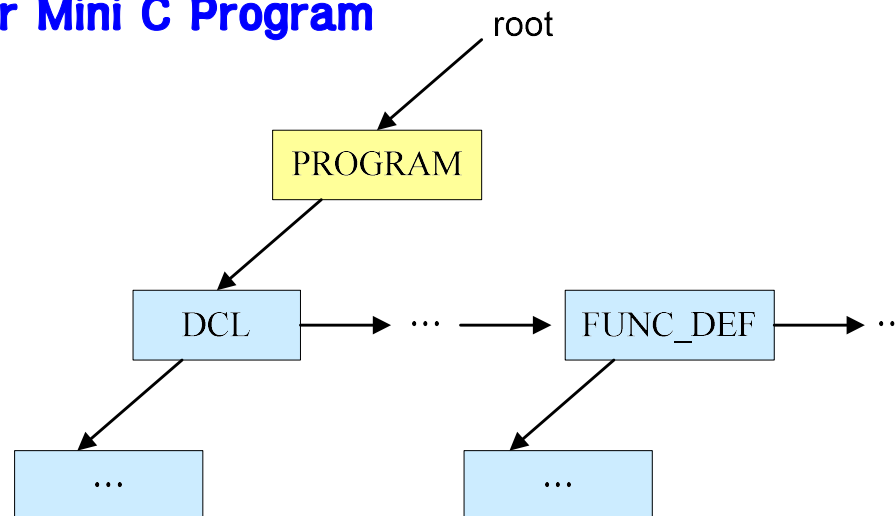 r Mini C Program
root
PROGRAM
DCL
...
FUNC_DEF
..
...
...